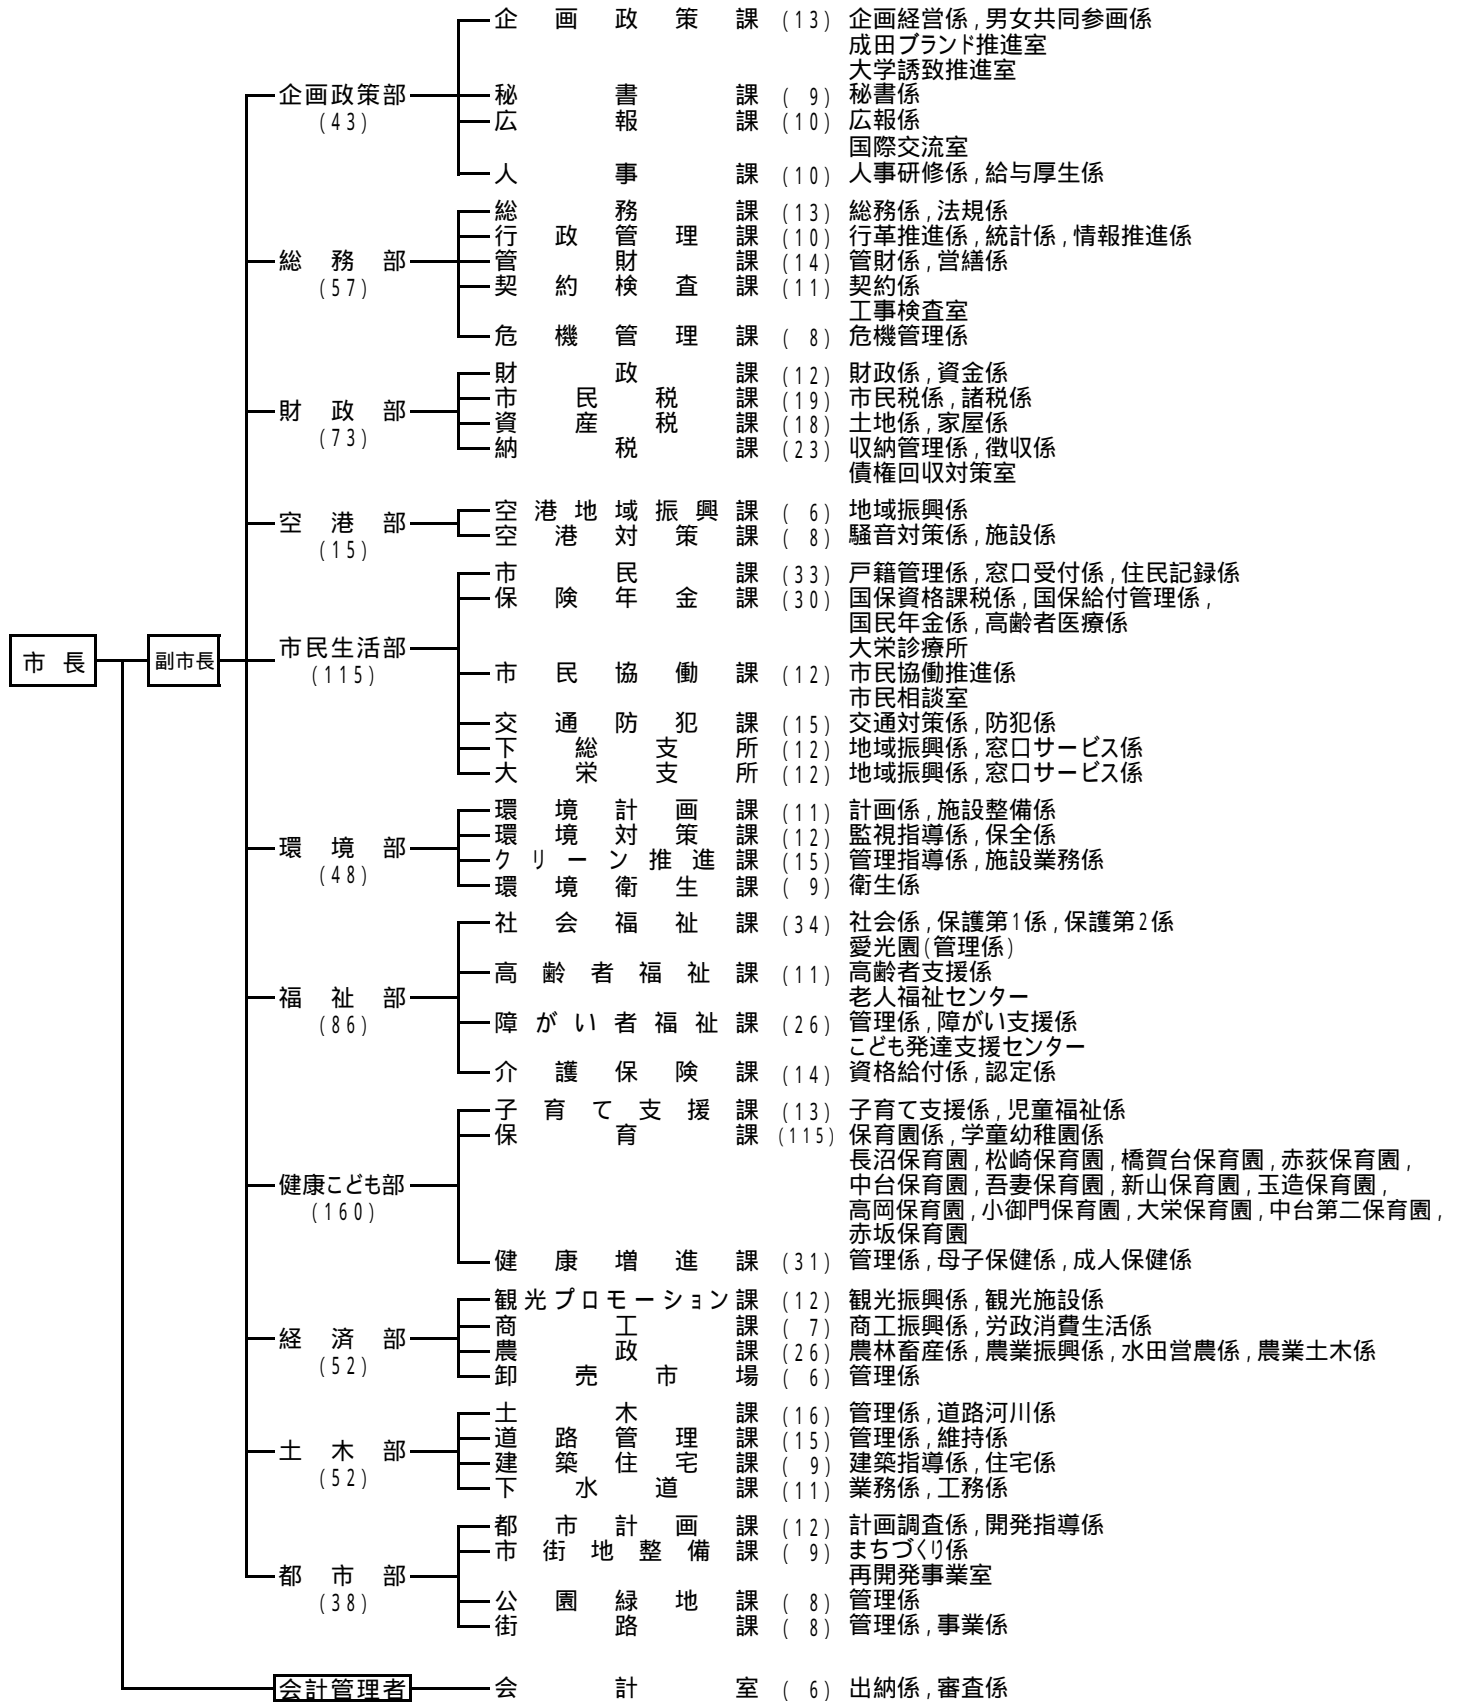 企画政策課 (13) 企画経営係,男女共同参画係
成田ブランド推進室
大学誘致推進室
企画政策部 秘書課 ( 9) 秘書係
(43) 広報課 (10) 広報係
国際交流室
人事課 (10) 人事研修係,給与厚生係
総務課 (13) 総務係,法規係
行政管理課 (10) 行革推進係,統計係,情報推進係
総務部 管財課 (14) 管財係,営繕係
(57) 契約検査課 (11) 契約係
工事検査室
危機管理課 ( 8) 危機管理係
財政課 (12) 財政係,資金係
市民税課 (19) 市民税係,諸税係
財政部 資産税課 (18) 土地係,家屋係
(73) 納税課 (23) 収納管理係,徴収係
債権回収対策室
空港地域振興課 ( 6) 地域振興係
空港部 空港対策課 ( 8) 騒音対策係,施設係
(15)
市民課 (33) 戸籍管理係,窓口受付係,住民記録係
保険年金課 (30) 国保資格課税係,国保給付管理係,
国民年金係,高齢者医療係
市民生活部 大栄診療所
市長 副市長 (115) 市民協働課 (12) 市民協働推進係
市民相談室
交通防犯課 (15) 交通対策係,防犯係
下総支所 (12) 地域振興係,窓口サービス係
大栄支所 (12) 地域振興係,窓口サービス係
環境計画課 (11) 計画係,施設整備係
環境対策課 (12) 監視指導係,保全係
環境部 クリーン推進課 (15) 管理指導係,施設業務係
(48) 環境衛生課 ( 9) 衛生係
社会福祉課 (34) 社会係,保護第1係,保護第2係
愛光園(管理係)
高齢者福祉課 (11) 高齢者支援係
福祉部 老人福祉センター
(86) 障がい者福祉課 (26) 管理係,障がい支援係
こども発達支援センター
介護保険課 (14) 資格給付係,認定係
子育て支援課 (13) 子育て支援係,児童福祉係
保育課 (115) 保育園係,学童幼稚園係
長沼保育園,松崎保育園,橋賀台保育園,赤荻保育園,
健康こども部 中台保育園,吾妻保育園,新山保育園,玉造保育園,
(160) 高岡保育園,小御門保育園,大栄保育園,中台第二保育園,
赤坂保育園
健康増進課 (31) 管理係,母子保健係,成人保健係
観光プロモーション課 (12) 観光振興係,観光施設係
経済部 商工課 ( 7) 商工振興係,労政消費生活係
(52) 農政課 (26) 農林畜産係,農業振興係,水田営農係,農業土木係
卸売市場 ( 6) 管理係
土木課 (16) 管理係,道路河川係
土木部 道路管理課 (15) 管理係,維持係
(52) 建築住宅課 ( 9) 建築指導係,住宅係
下水道課 (11) 業務係,工務係
都市計画課 (12) 計画調査係,開発指導係
市街地整備課 ( 9) まちづくり係
都市部 再開発事業室
(38) 公園緑地課 ( 8) 管理係
街路課 ( 8) 管理係,事業係
会計管理者 会計室 ( 6) 出納係,審査係